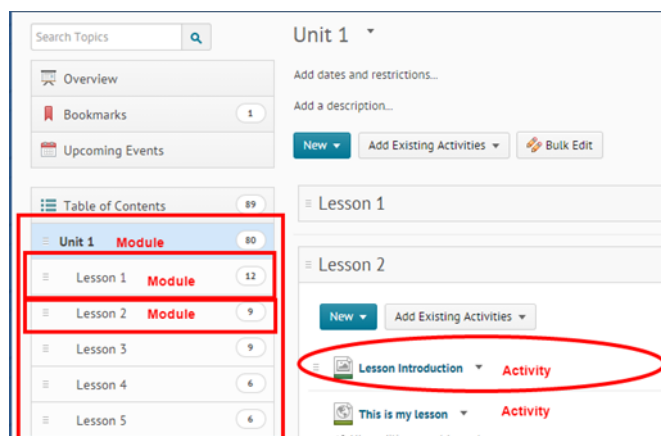 Search Topics
Overview
Bookmarks 1
Upcoming Events
Table of Contents 89
Unit 1 Module 80
Lesson 1 Module 12
Lesson 2 Module 9
Lesson 3 9
Lesson 4 6
Lesson 5 6
Unit 1
Add dates and restrictions...
Add a description...
New Add Existing Activities Bulk Edit
Lesson 1
Lesson 2
New Add Existing Activities
Lesson Introduction Activity
This is my lesson Activity